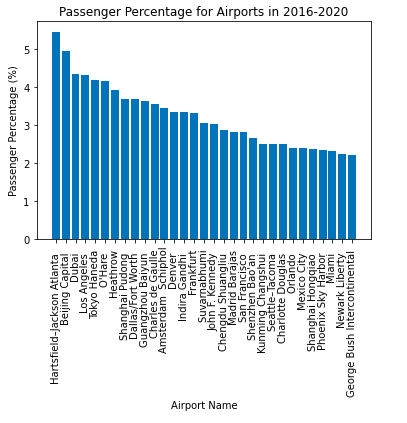 Passenger Percentage for Airports in 2016-2020
Passenger Percentage (%)
5
4
3
2
1
0
Hartsfield-Jackson Atlanta
Beijing Capital
Dubai
Los Angeles
Tokyo Haneda
O'Hare
Heathrow
Shanghai Pudong
Dallas/Fort Worth
Guangzhou Baiyun
Charles de Gaulle
Amsterdam Schiphol
Denver
Indira Gandhi
Frankfurt
Suvarnabhumi
John F. Kennedy
Chengdu Shuangliu
Madrid Barajas
San Francisco
Shenzhen Bao'an
Kunming Changshui
Seattle-Tacoma
Charlotte Douglas
Orlando
Mexico City
Shanghai Hongqiao
Phoenix Sky Harbor
Miami
Newark Liberty
George Bush Intercontinental
Airport Name